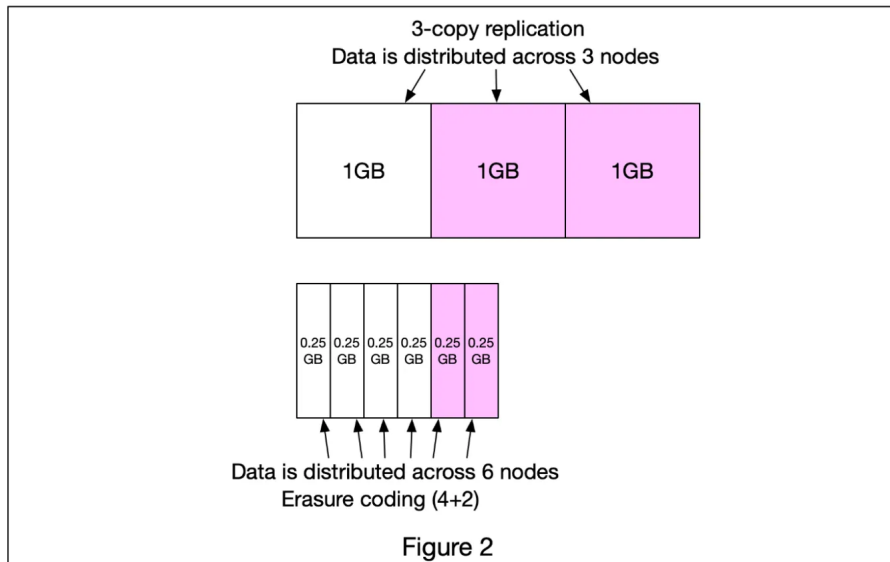 3-copy replication
Data is distributed across 3 nodes
1GB
1GB
1GB
0.25
GB
0.25
GB
0.25
GB
0.25
GB
0.25
GB
0.25
GB
Data is distributed across 6 nodes
Erasure coding (4+2)
Figure 2